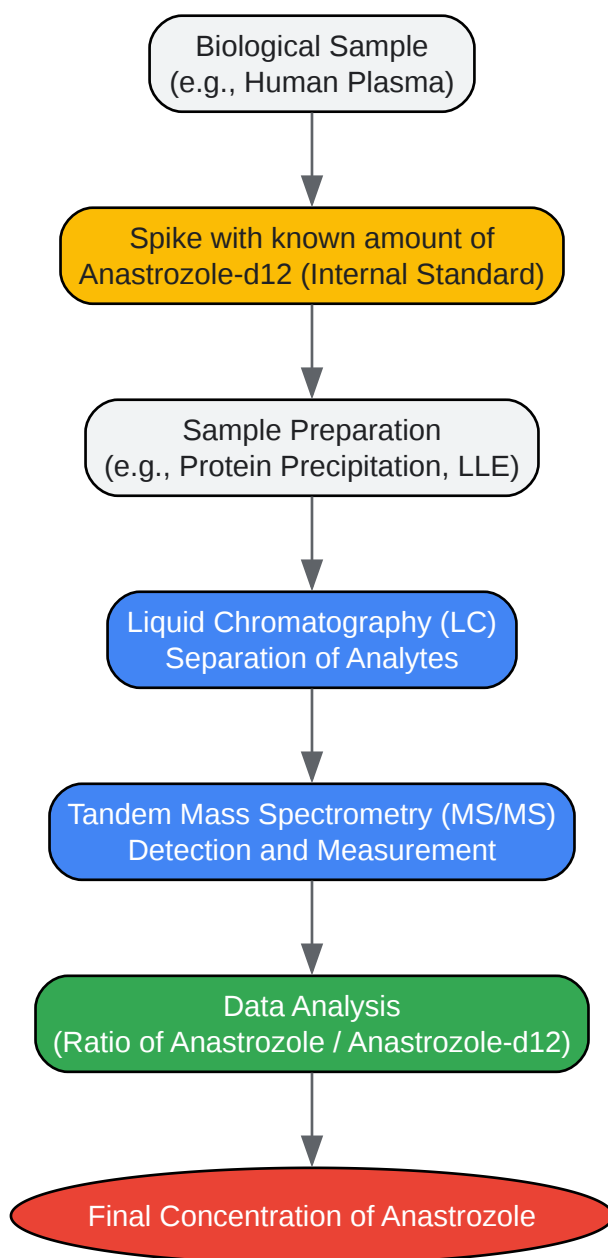 Biological Sample
(e.g., Human Plasma)
Spike with known amount of
Anastrozole-d12 (Internal Standard)
Sample Preparation
(e.g., Protein Precipitation, LLE)
Liquid Chromatography (LC)
Separation of Analytes
Tandem Mass Spectrometry (MS/MS)
Detection and Measurement
Data Analysis
(Ratio of Anastrozole / Anastrozole-d12)
Final Concentration of Anastrozole